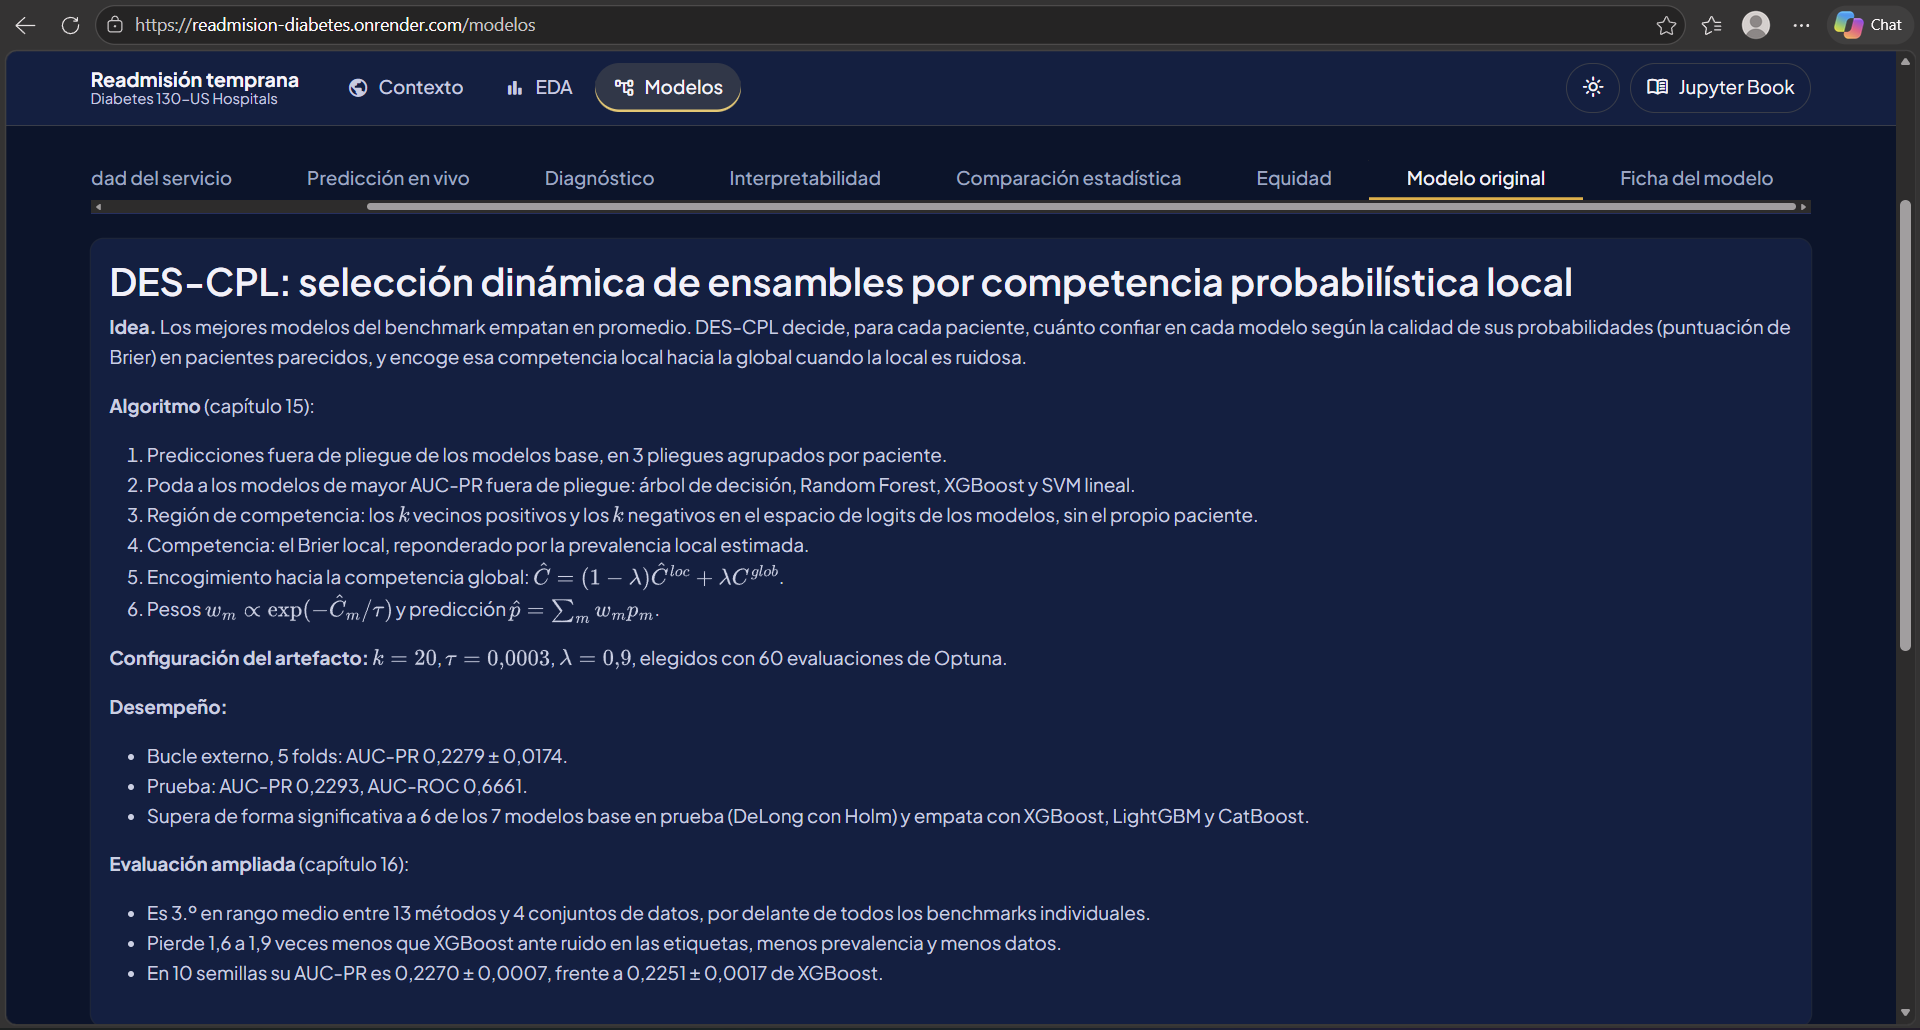 https://readmision-diabetes.onrender.com/modelos
Chat
Readmisión temprana
Diabetes 130-US Hospitals
Contexto
EDA
Modelos
Jupyter Book
dad del servicio
Predicción en vivo
Diagnóstico
Interpretabilidad
Comparación estadística
Equidad
Modelo original
Ficha del modelo
DES-CPL: selección dinámica de ensambles por competencia probabilística local
Idea. Los mejores modelos del benchmark empatan en promedio. DES-CPL decide, para cada paciente, cuánto confiar en cada modelo según la calidad de sus probabilidades (puntuación de
Brier) en pacientes parecidos, y encoge esa competencia local hacia la global cuando la local es ruidosa.
Algoritmo (capítulo 15):
1. Predicciones fuera de pliegue de los modelos base, en 3 pliegues agrupados por paciente.
2. Poda a los modelos de mayor AUC-PR fuera de pliegue: árbol de decisión, Random Forest, XGBoost y SVM lineal.
3. Región de competencia: los k vecinos positivos y los k negativos en el espacio de logits de los modelos, sin el propio paciente.
4. Competencia: el Brier local, reponderado por la prevalencia local estimada.
5. Encogimiento hacia la competencia global: Ĉ = (1 − λ)Ĉ^loc + λC^glob.
6. Pesos w_m ∝ exp(−Ĉ_m/τ) y predicción p̂ = ∑_m w_m p_m.
Configuración del artefacto: k = 20, τ = 0,0003, λ = 0,9, elegidos con 60 evaluaciones de Optuna.
Desempeño:
• Bucle externo, 5 folds: AUC-PR 0,2279 ± 0,0174.
• Prueba: AUC-PR 0,2293, AUC-ROC 0,6661.
• Supera de forma significativa a 6 de los 7 modelos base en prueba (DeLong con Holm) y empata con XGBoost, LightGBM y CatBoost.
Evaluación ampliada (capítulo 16):
• Es 3.º en rango medio entre 13 métodos y 4 conjuntos de datos, por delante de todos los benchmarks individuales.
• Pierde 1,6 a 1,9 veces menos que XGBoost ante ruido en las etiquetas, menos prevalencia y menos datos.
• En 10 semillas su AUC-PR es 0,2270 ± 0,0007, frente a 0,2251 ± 0,0017 de XGBoost.